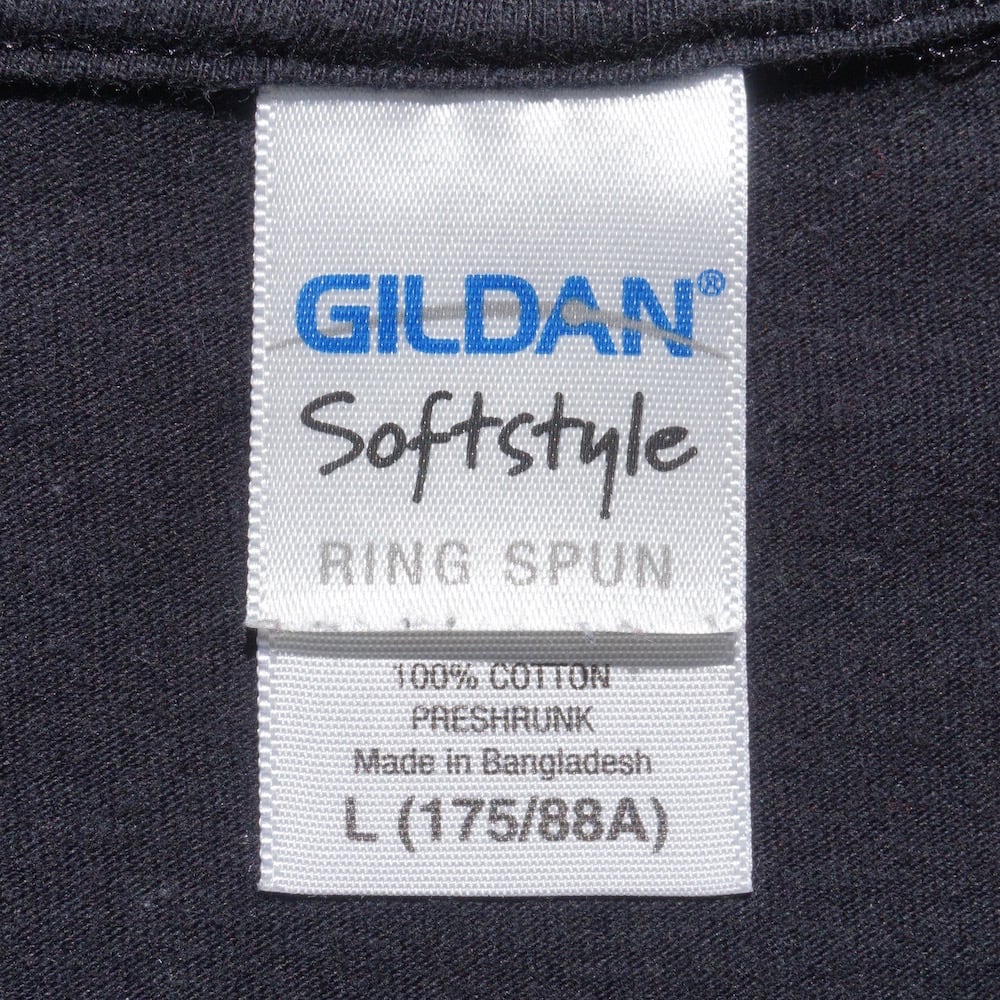 GILDAN®
Softstyle
RING SPUN
100% COTTON
PRESHRUNK
Made in Bangladesh
L (175/88A)